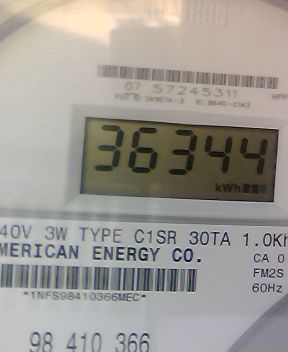 07 57245311
36344
kWh
40V 3W TYPE C1SR 30TA 1.0Kh
MERICAN ENERGY CO.
CA 0
FM2S
60Hz
*1NFS98410366MEC*
98 410 366